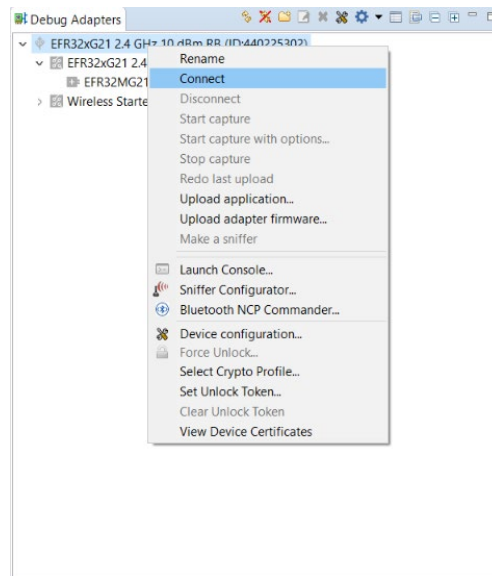 Debug Adapters
EFR32xG21 2.4 GHz 10 dBm RB (ID:440225302)
EFR32xG21 2.4
EFR32MG21
Wireless Starte
Rename
Connect
Disconnect
Start capture
Start capture with options...
Stop capture
Redo last upload
Upload application...
Upload adapter firmware...
Make a sniffer
Launch Console...
Sniffer Configurator...
Bluetooth NCP Commander...
Device configuration...
Force Unlock...
Select Crypto Profile...
Set Unlock Token...
Clear Unlock Token
View Device Certificates